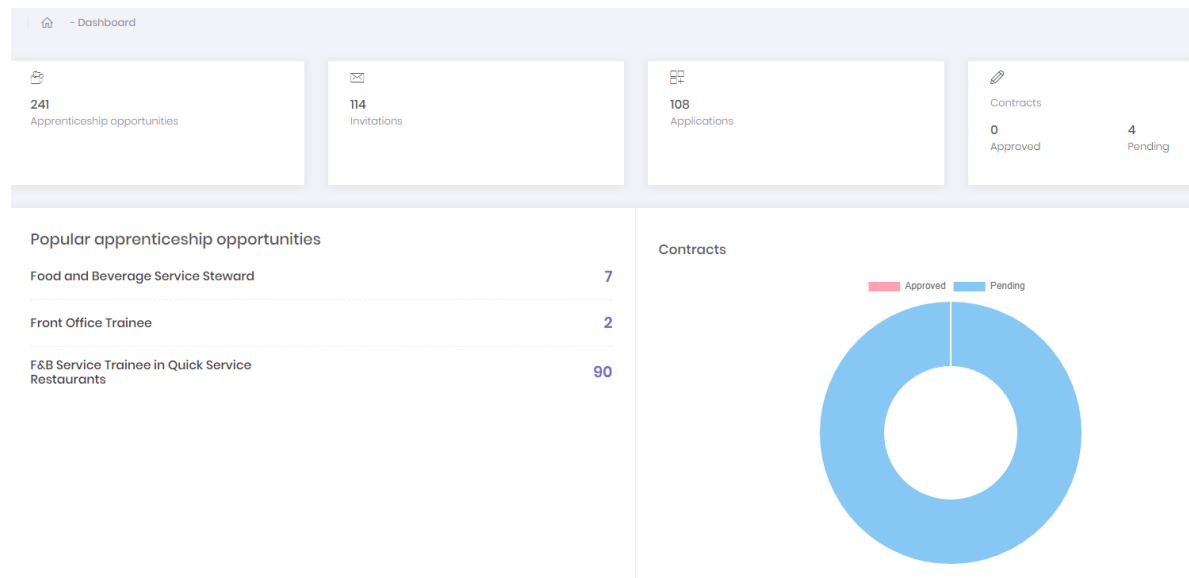 - Dashboard
241
Apprenticeship opportunities
114
Invitations
108
Applications
Contracts
0
Approved
4
Pending
Popular apprenticeship opportunities
Food and Beverage Service Steward 7
Front Office Trainee 2
F&B Service Trainee in Quick Service
Restaurants
90
Contracts
Approved Pending